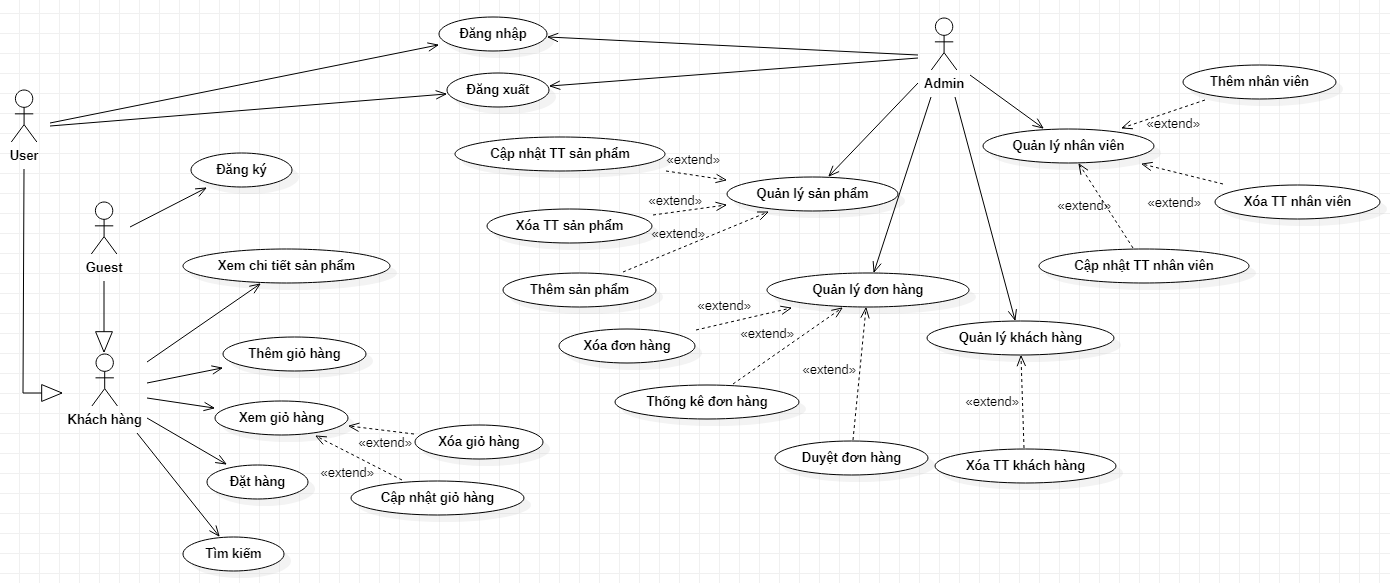 Đăng nhập
Đăng xuất
Admin
Thêm nhân viên
«extend»
Quản lý nhân viên
User
Cập nhật TT sản phẩm
«extend»
Đăng ký
Quản lý sản phẩm
«extend»
Xóa TT sản phẩm
«extend»
«extend»
«extend»
Xóa TT nhân viên
Guest
Xem chi tiết sản phẩm
Cập nhật TT nhân viên
Thêm sản phẩm
Quản lý đơn hàng
«extend»
«extend»
Xóa đơn hàng
Quản lý khách hàng
Thêm giỏ hàng
«extend»
Khách hàng
Xem giỏ hàng
Thống kê đơn hàng
«extend»
«extend»
Xóa giỏ hàng
«extend»
Duyệt đơn hàng
Xóa TT khách hàng
Đặt hàng
Cập nhật giỏ hàng
Tìm kiếm